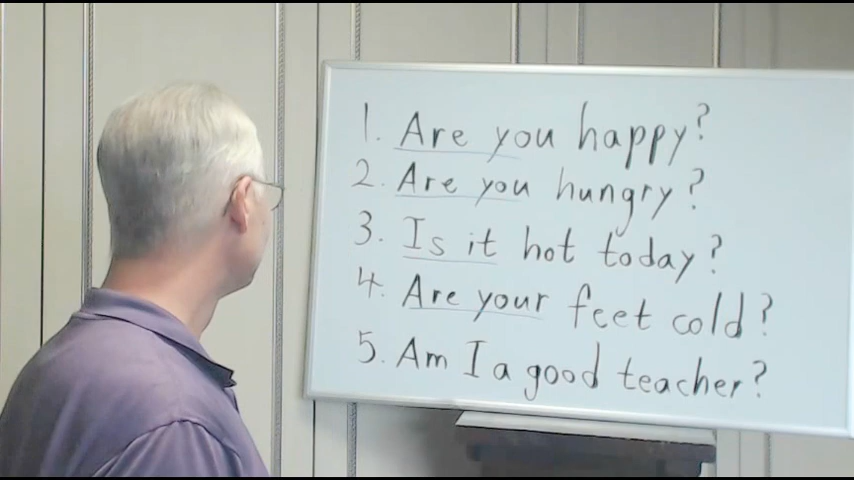 1. Are you happy?
2. Are you hungry?
3. Is it hot today?
4. Are your feet cold?
5. Am I a good teacher?